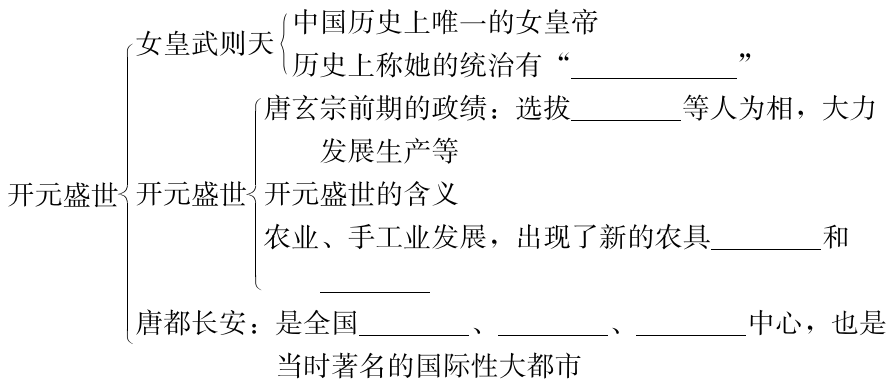 开元盛世
女皇武则天
中国历史上唯一的女皇帝
历史上称她的统治有“____________”
开元盛世
唐玄宗前期的政绩：选拔________等人为相，大力
发展生产等
开元盛世的含义
农业、手工业发展，出现了新的农具________和
________
唐都长安：是全国________、________、________中心，也是
当时著名的国际性大都市